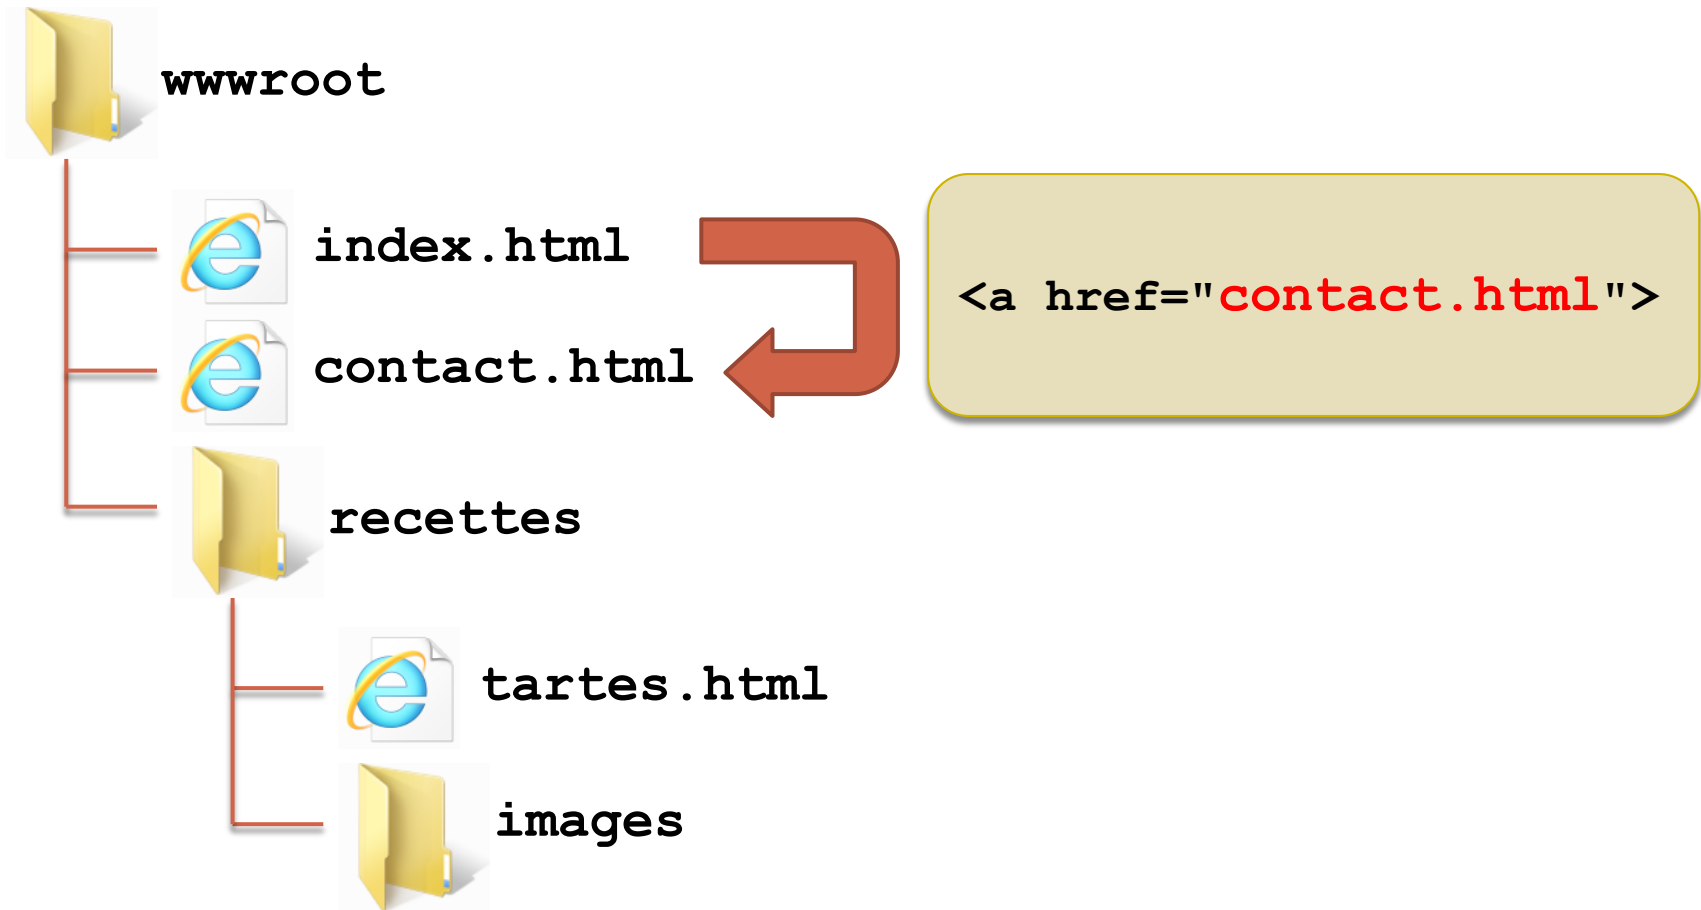 wwwroot
index.html
contact.html
<a href="contact.html">
recettes
tartes.html
images